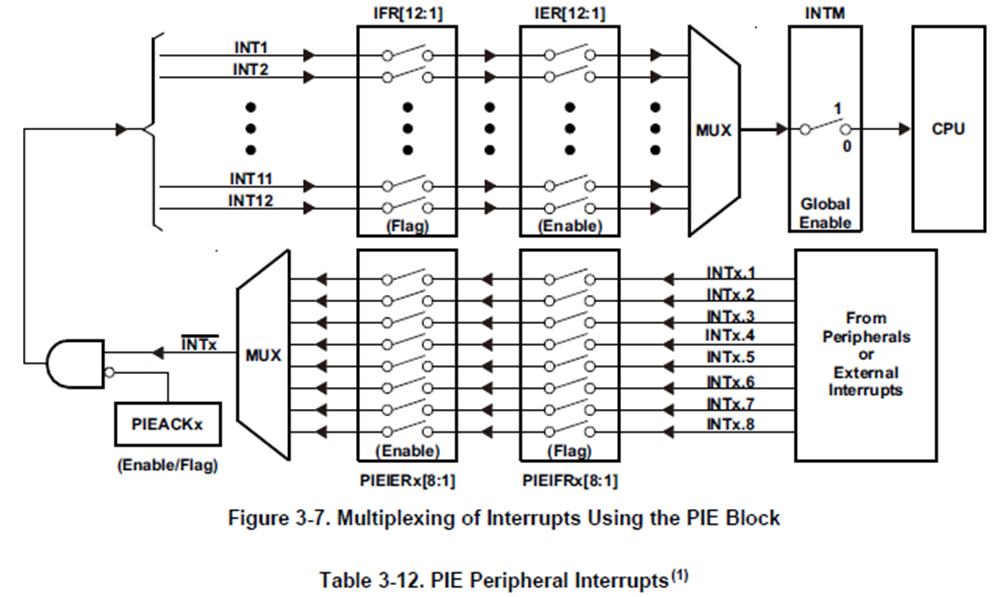 IFR[12:1]
IER[12:1]
INTM
INT1
INT2
1
MUX
CPU
0
INT11
INT12
Global
Enable
(Flag)
(Enable)
INTx.1
INTx.2
INTx.3
INTx.4
INTx.5
INTx.6
INTx.7
INTx.8
From
Peripherals
or
External
Interrupts
INTx
MUX
PIEACKx
(Enable/Flag)
(Enable)
(Flag)
PIEIERx[8:1]
PIEIFRx[8:1]
Figure 3-7. Multiplexing of Interrupts Using the PIE Block
Table 3-12. PIE Peripheral Interrupts(1)